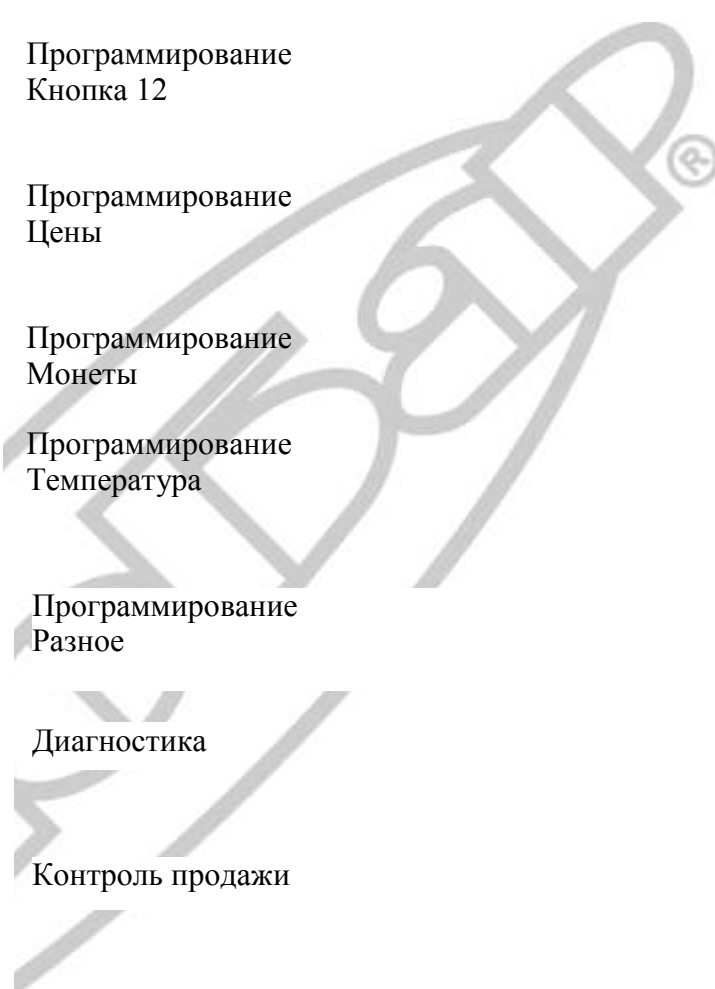 Программирование
Кнопка 12
Программирование
Цены
®
Программирование
Монеты
Программирование
Температура
Программирование
Разное
Диагностика
Контроль продажи